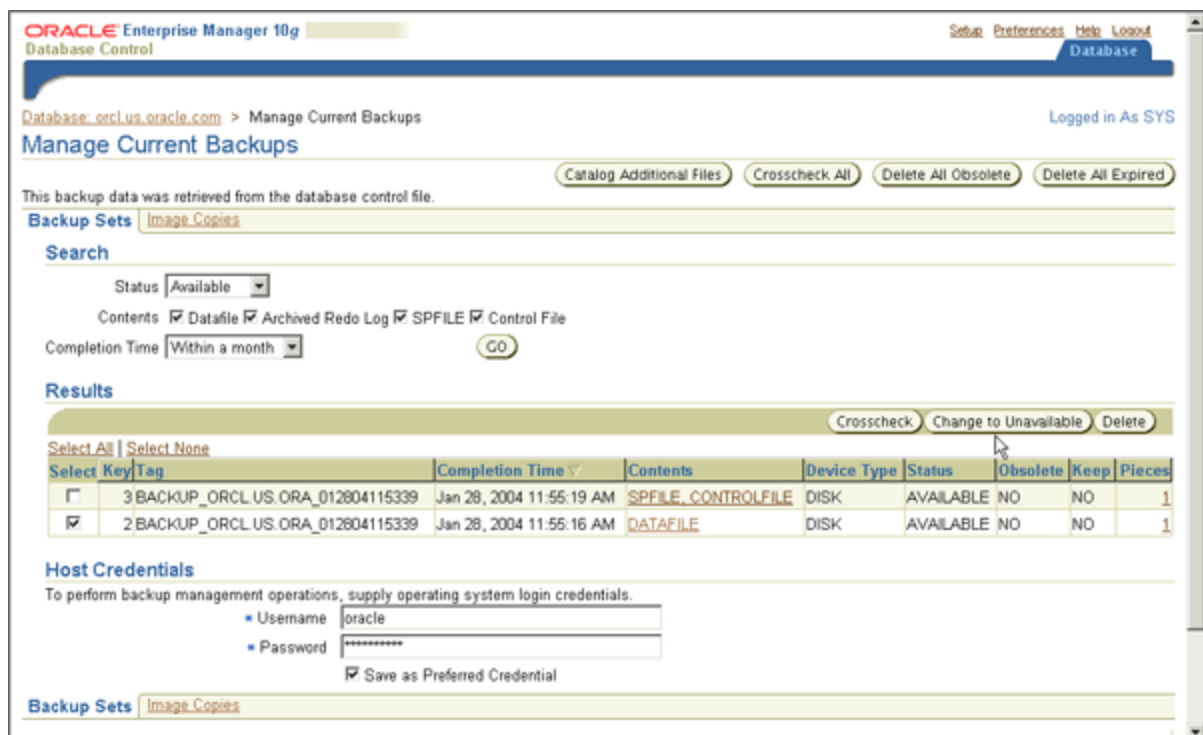 ORACLE Enterprise Manager 10g
Database Control
Setup Preferences Help Logout
Database
Database: orcl.us.oracle.com > Manage Current Backups
Logged in As SYS
Manage Current Backups
Catalog Additional Files Crosscheck All Delete All Obsolete Delete All Expired
This backup data was retrieved from the database control file.
Backup Sets Image Copies
Search
Status Available
Contents Datafile Archived Redo Log SPFILE Control File
Completion Time Within a month GO
Results
Crosscheck Change to Unavailable Delete
Select All | Select None
Select Key Tag Completion Time Contents Device Type Status Obsolete Keep Pieces
3 BACKUP_ORCL.US.ORA_012804115339 Jan 28, 2004 11:55:19 AM SPFILE, CONTROLFILE DISK AVAILABLE NO NO 1
2 BACKUP_ORCL.US.ORA_012804115339 Jan 28, 2004 11:55:16 AM DATAFILE DISK AVAILABLE NO NO 1
Host Credentials
To perform backup management operations, supply operating system login credentials.
* Username oracle
* Password **********
Save as Preferred Credential
Backup Sets Image Copies